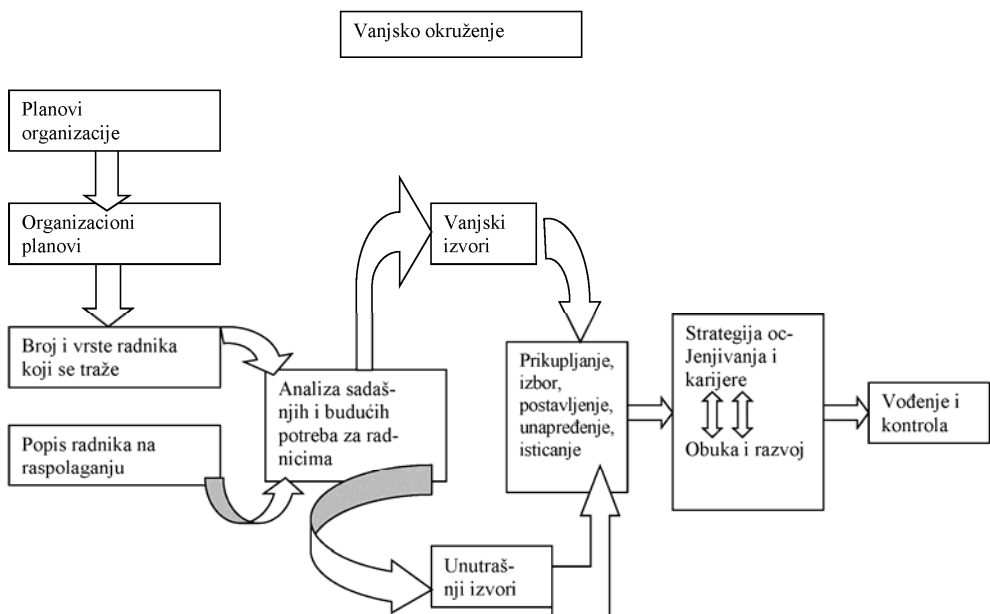 Vanjsko okruženje
Planovi
organizacije
Organizacioni
planovi
Broj i vrste radnika
koji se traže
Popis radnika na
raspolaganju
Analiza sadaš-
njih i budućih
potreba za rad-
nicima
Vanjski
izvori
Unutraš-
nji izvori
Prikupljanje,
izbor,
postavljenje,
unapređenje,
isticanje
Strategija oc-
Jenjivanja i
karijere
Obuka i razvoj
Vođenje i
kontrola